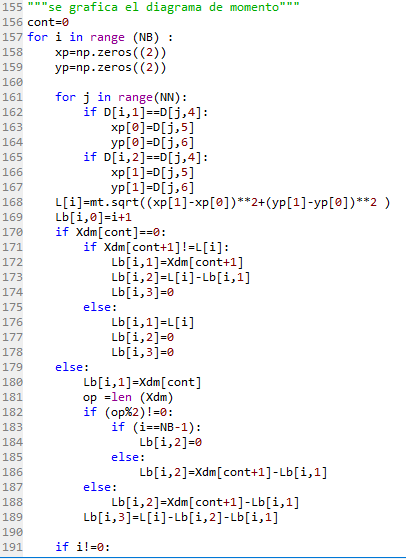 155 """se grafica el diagrama de momento"""
156 cont=0
157 for i in range (NB) :
158     xp=np.zeros((2))
159     yp=np.zeros((2))
160
161     for j in range(NN):
162         if D[i,1]==D[j,4]:
163             xp[0]=D[j,5]
164             yp[0]=D[j,6]
165         if D[i,2]==D[j,4]:
166             xp[1]=D[j,5]
167             yp[1]=D[j,6]
168     L[i]=mt.sqrt((xp[1]-xp[0])**2+(yp[1]-yp[0])**2 )
169     Lb[i,0]=i+1
170     if Xdm[cont]==0:
171         if Xdm[cont+1]!=L[i]:
172             Lb[i,1]=Xdm[cont+1]
173             Lb[i,2]=L[i]-Lb[i,1]
174             Lb[i,3]=0
175         else:
176             Lb[i,1]=L[i]
177             Lb[i,2]=0
178             Lb[i,3]=0
179     else:
180         Lb[i,1]=Xdm[cont]
181         op =len (Xdm)
182         if (op%2)!=0:
183             if (i==NB-1):
184                 Lb[i,2]=0
185             else:
186                 Lb[i,2]=Xdm[cont+1]-Lb[i,1]
187         else:
188             Lb[i,2]=Xdm[cont+1]-Lb[i,1]
189         Lb[i,3]=L[i]-Lb[i,2]-Lb[i,1]
190
191     if i!=0: